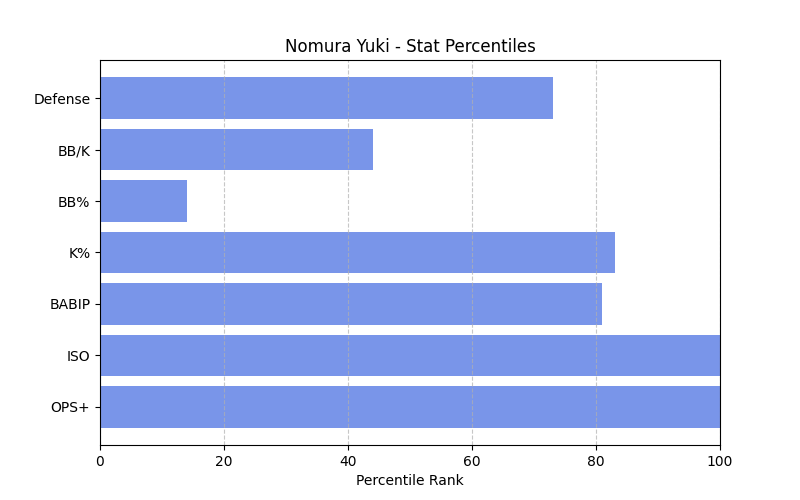 Nomura Yuki - Stat Percentiles
Defense
BB/K
BB%
K%
BABIP
ISO
OPS+
0 20 40 60 80 100
Percentile Rank